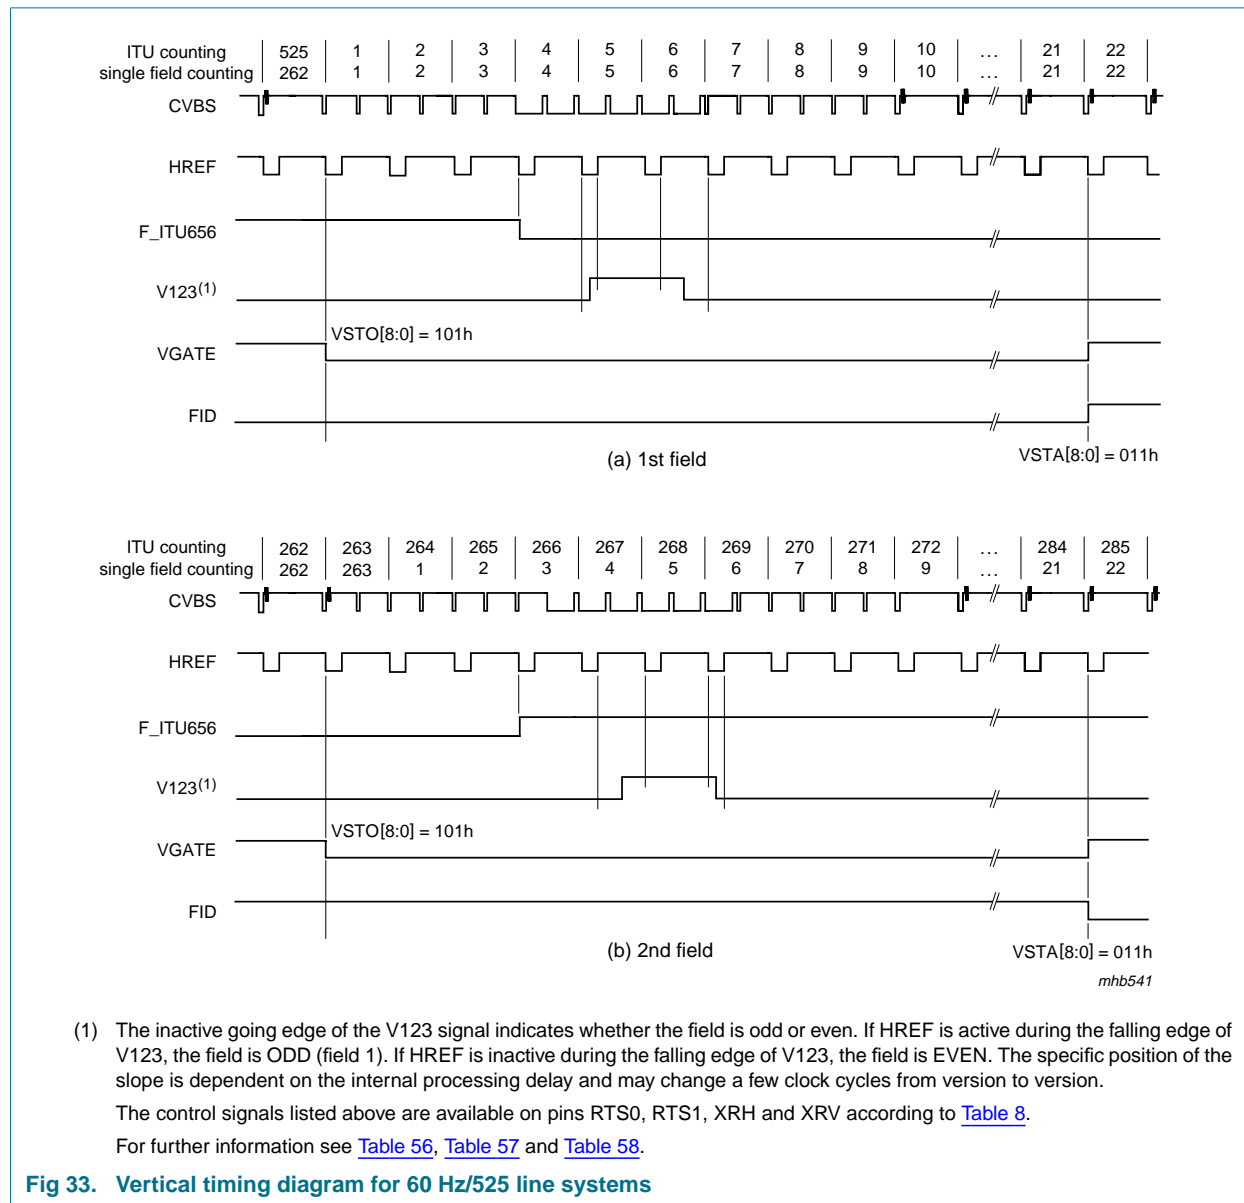 ITU counting 525 1 2 3 4 5 6 7 8 9 10 ... 21 22
single field counting 262 1 2 3 4 5 6 7 8 9 10 ... 21 22
CVBS
HREF
F_ITU656
V123(1)
VSTO[8:0] = 101h
VGATE
FID
(a) 1st field
VSTA[8:0] = 011h
ITU counting 262 263 264 265 266 267 268 269 270 271 272 ... 284 285
single field counting 262 263 1 2 3 4 5 6 7 8 9 ... 21 22
CVBS
HREF
F_ITU656
V123(1)
VSTO[8:0] = 101h
VGATE
FID
(b) 2nd field
VSTA[8:0] = 011h
mhb541
(1) The inactive going edge of the V123 signal indicates whether the field is odd or even. If HREF is active during the falling edge of
V123, the field is ODD (field 1). If HREF is inactive during the falling edge of V123, the field is EVEN. The specific position of the
slope is dependent on the internal processing delay and may change a few clock cycles from version to version.
The control signals listed above are available on pins RTS0, RTS1, XRH and XRV according to Table 8.
For further information see Table 56, Table 57 and Table 58.
Fig 33. Vertical timing diagram for 60 Hz/525 line systems